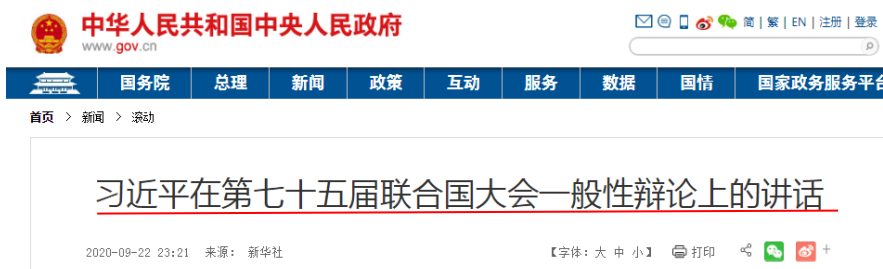 中华人民共和国中央人民政府
www.gov.cn
简 | 繁 | EN | 注册 | 登录
国务院 总理 新闻 政策 互动 服务 数据 国情 国家政务服务平台
首页 > 新闻 > 滚动
习近平在第七十五届联合国大会一般性辩论上的讲话
2020-09-22 23:21 来源： 新华社 【字体：大 中 小】 打印 +